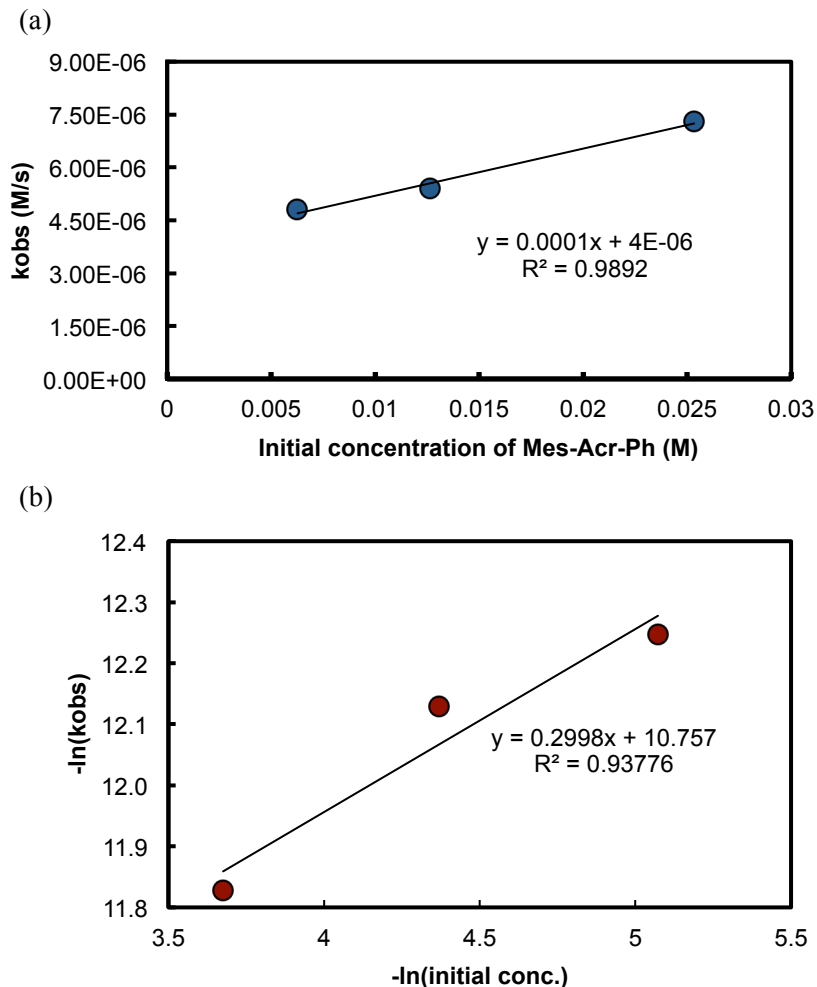 (a)
9.00E-06
7.50E-06
6.00E-06
4.50E-06
3.00E-06
1.50E-06
0.00E+00
kobs (M/s)
y = 0.0001x + 4E-06
R² = 0.9892
0 0.005 0.01 0.015 0.02 0.025 0.03
Initial concentration of Mes-Acr-Ph (M)
(b)
12.4
12.3
12.2
12.1
12.0
11.9
11.8
-ln(kobs)
y = 0.2998x + 10.757
R² = 0.93776
3.5 4 4.5 5 5.5
-ln(initial conc.)